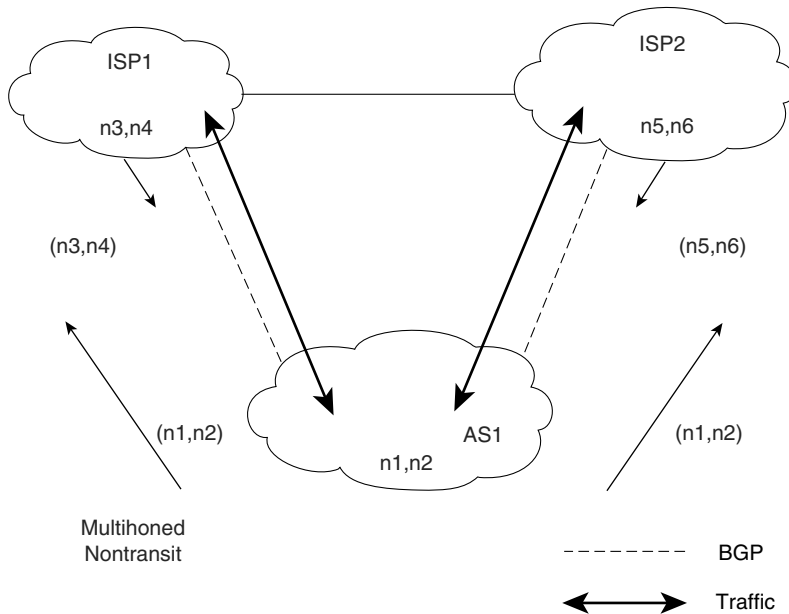 ISP1
ISP2
n3,n4
n5,n6
(n3,n4)
(n5,n6)
(n1,n2)
AS1
(n1,n2)
n1,n2
Multihoned
Nontransit
BGP
Traffic